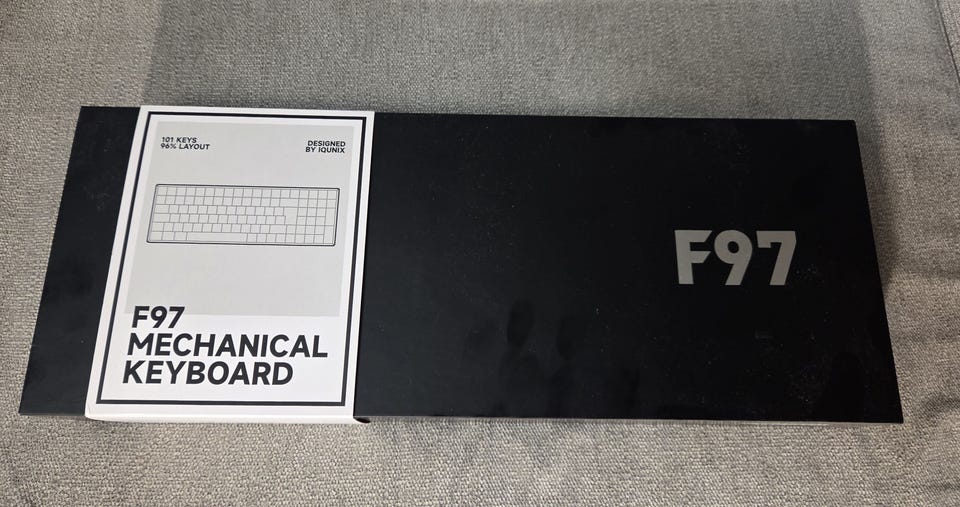 101 KEYS
96% LAYOUT
DESIGNED
BY IQUNIX
F97
MECHANICAL
KEYBOARD
F97